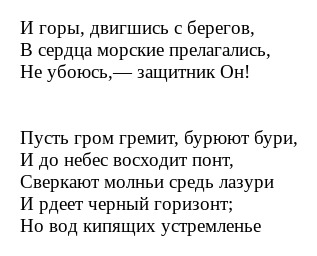 И горы, двигшись с берегов,
В сердца морские прелагались,
Не убоюсь,— защитник Он!
Пусть гром гремит, бурюют бури,
И до небес восходит понт,
Сверкают молньи средь лазури
И рдеет черный горизонт;
Но вод кипящих устремленье